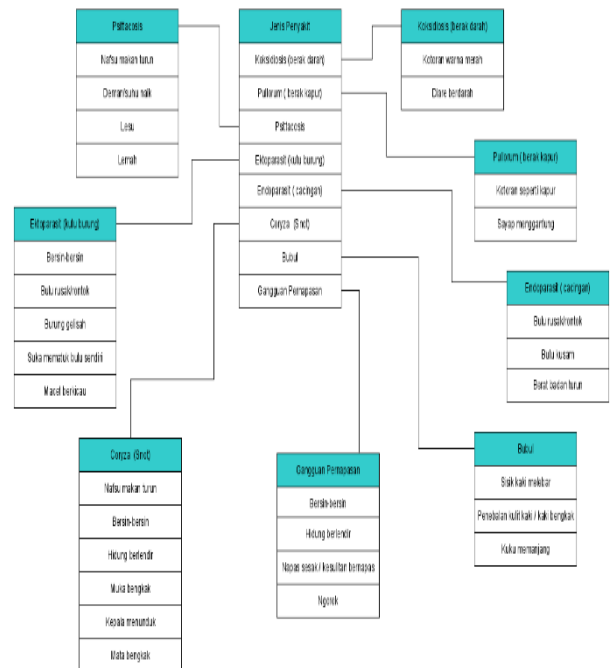 Psittacosis
Nafsu makan turun
Demam/suhu naik
Lesu
Lemah
Jenis Penyakit
Koksidiosis (berak darah)
Pullorum ( berak kapur)
Psittacosis
Ektoparasit (kutu burung)
Endoparasit ( cacingan)
Coryza (Snot)
Bubul
Gangguan Pernapasan
Koksidiosis (berak darah)
Kotoran warna merah
Diare berdarah
Pullorum ( berak kapur)
Kotoran seperti kapur
Sayap menggantung
Ektoparasit (kutu burung)
Bersin-bersin
Bulu rusak/rontok
Burung gelisah
Suka mematuk bulu sendiri
Macet berkicau
Endoparasit ( cacingan)
Bulu rusak/rontok
Bulu kusam
Berat badan turun
Coryza (Snot)
Nafsu makan turun
Bersin-bersin
Hidung berlendir
Muka bengkak
Kepala menunduk
Mata bengkak
Gangguan Pernapasan
Bersin-bersin
Hidung berlendir
Napas sesak / kesulitan bernapas
Ngorok
Bubul
Sisik kaki melebar
Penebalan kulit kaki / kaki bengkak
Kuku memanjang